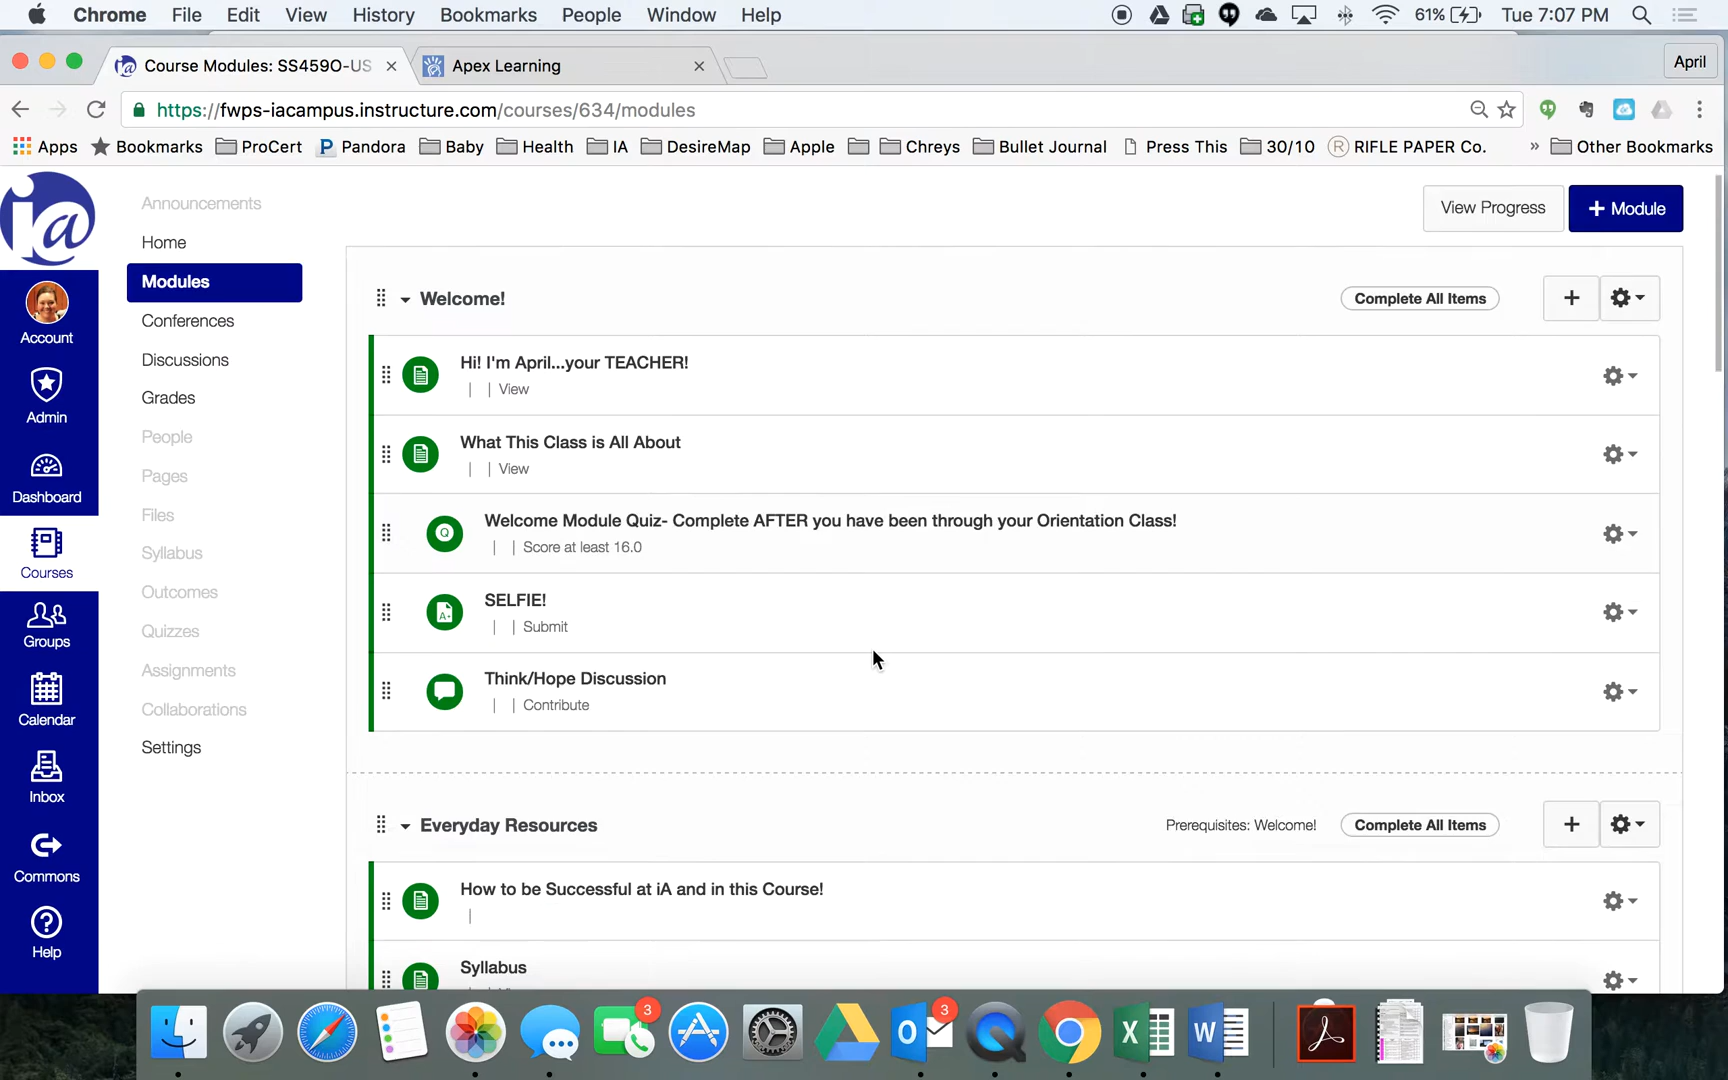 Chrome File Edit View History Bookmarks People Window Help 61% Tue 7:07 PM
Course Modules: SS459O-US
Apex Learning
April
https://fwps-iacampus.instructure.com/courses/634/modules
Apps Bookmarks ProCert Pandora Baby Health IA DesireMap Apple Chreys Bullet Journal Press This 30/10 RIFLE PAPER Co. » Other Bookmarks
ia
Account
Admin
Dashboard
Courses
Groups
Calendar
Inbox
Commons
Help
Announcements
Home
Modules
Conferences
Discussions
Grades
People
Pages
Files
Syllabus
Outcomes
Quizzes
Assignments
Collaborations
Settings
View Progress
+ Module
Welcome!
Complete All Items
Hi! I'm April...your TEACHER!
| | View
What This Class is All About
| | View
Welcome Module Quiz- Complete AFTER you have been through your Orientation Class!
| | Score at least 16.0
SELFIE!
| | Submit
Think/Hope Discussion
| | Contribute
Everyday Resources
Prerequisites: Welcome!
Complete All Items
How to be Successful at iA and in this Course!
|
Syllabus
3
3